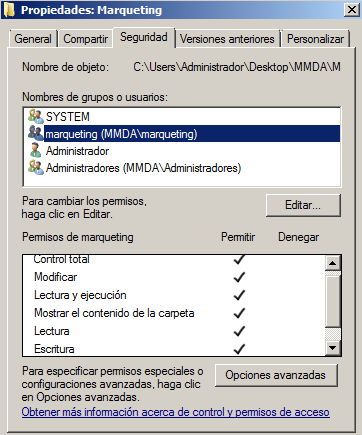 Propiedades: Marqueting
General
Compartir
Seguridad
Versiones anteriores
Personalizar
Nombre de objeto: C:\Users\Administrador\Desktop\MMDA\M
Nombres de grupos o usuarios:
SYSTEM
marqueting (MMDA\marqueting)
Administrador
Administradores (MMDA\Administradores)
Para cambiar los permisos,
haga clic en Editar.
Editar...
Permisos de marqueting Permitir Denegar
Control total
Modificar
Lectura y ejecución
Mostrar el contenido de la carpeta
Lectura
Escritura
Para especificar permisos especiales o
configuraciones avanzadas, haga clic
en Opciones avanzadas.
Opciones avanzadas
Obtener más información acerca de control y permisos de acceso